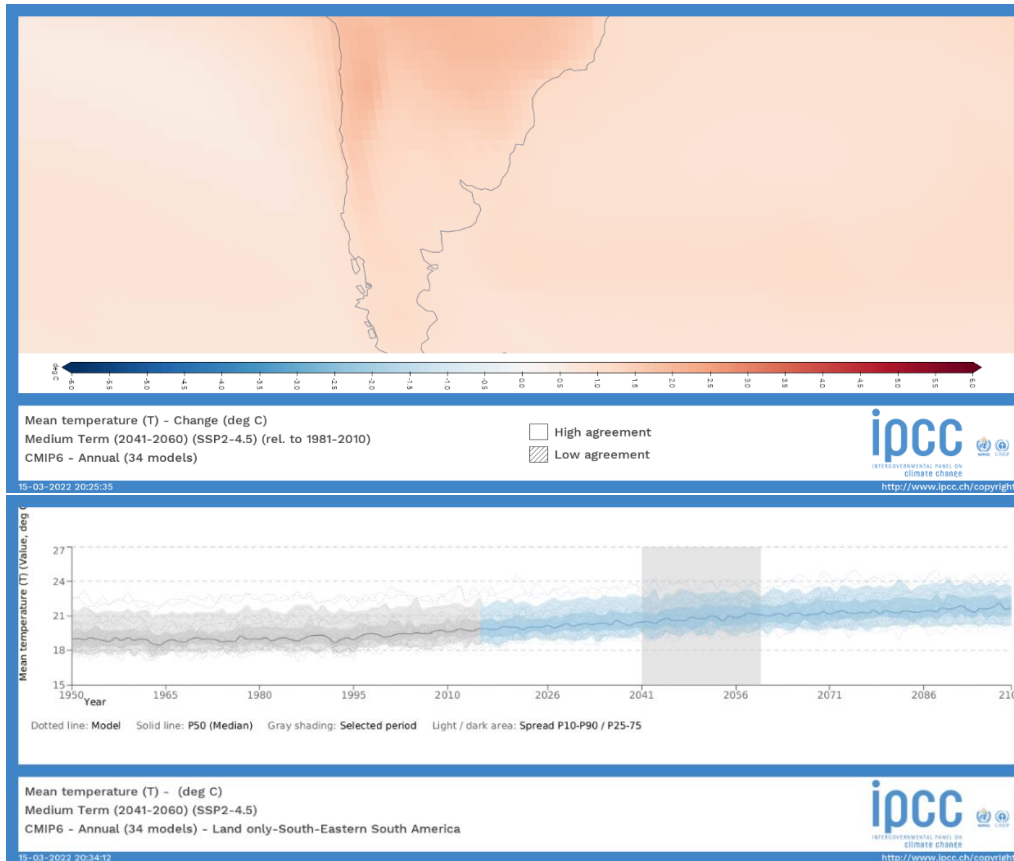 deg C
-6.0 -5.5 -5.0 -4.5 -4.0 -3.5 -3.0 -2.5 -2.0 -1.5 -1.0 -0.5 0.0 0.5 1.0 1.5 2.0 2.5 3.0 3.5 4.0 4.5 5.0 5.5 6.0
Mean temperature (T) - Change (deg C)
Medium Term (2041-2060) (SSP2-4.5) (rel. to 1981-2010)
CMIP6 - Annual (34 models)
High agreement
Low agreement
ipcc
INTERGOVERNMENTAL PANEL ON
climate change
WMO UNEP
15-03-2022 20:25:35
http://www.ipcc.ch/copyright
Mean temperature (T) (Value, deg C
27
24
21
18
15
1950 1965 1980 1995 2010 2026 2041 2056 2071 2086 210
Year
Dotted line: Model Solid line: P50 (Median) Gray shading: Selected period Light / dark area: Spread P10-P90 / P25-75
Mean temperature (T) - (deg C)
Medium Term (2041-2060) (SSP2-4.5)
CMIP6 - Annual (34 models) - Land only-South-Eastern South America
ipcc
INTERGOVERNMENTAL PANEL ON
climate change
WMO UNEP
15-03-2022 20:34:12
http://www.ipcc.ch/copyright